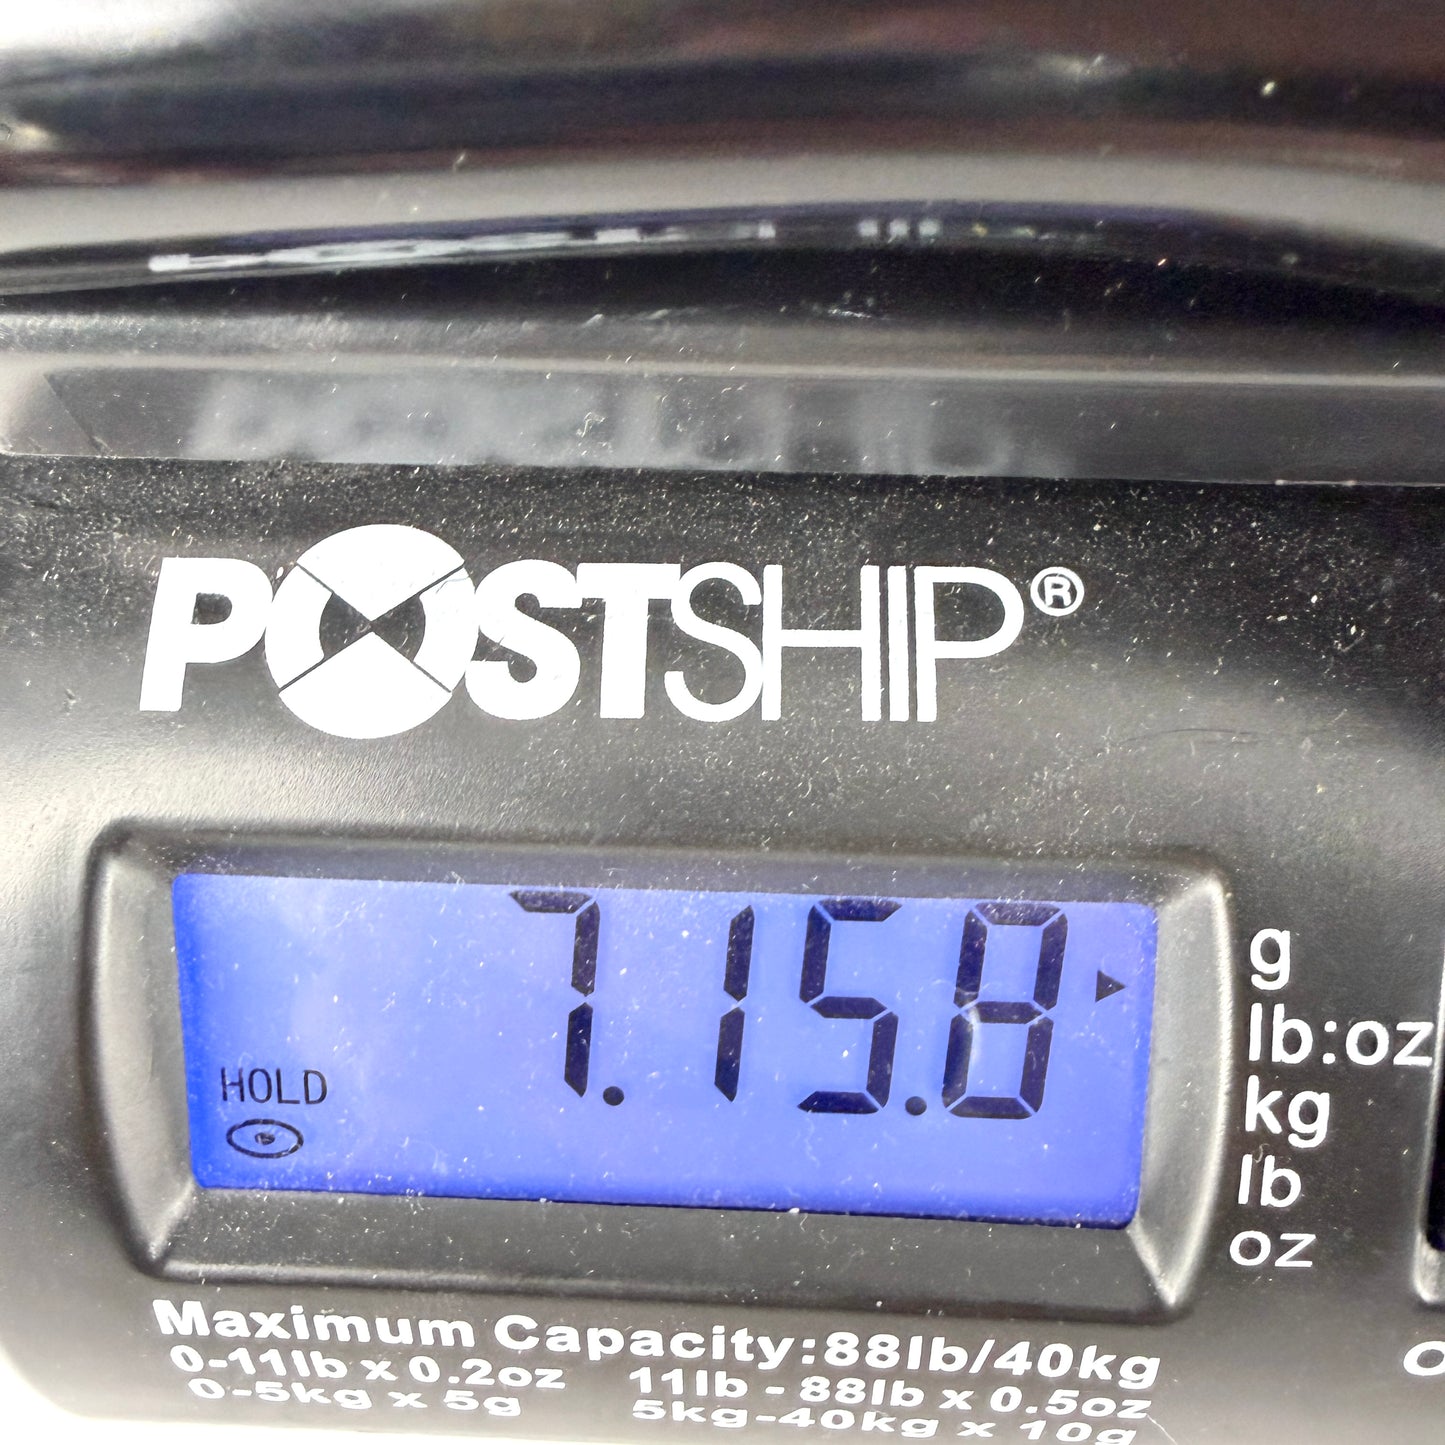 POSTSHIP®
7.15.8
HOLD
g
lb:oz
kg
lb
oz
Maximum Capacity:88lb/40kg
0-11lb x 0.2oz 11lb - 88lb x 0.5oz
0-5kg x 5g 5kg-40kg x 10g